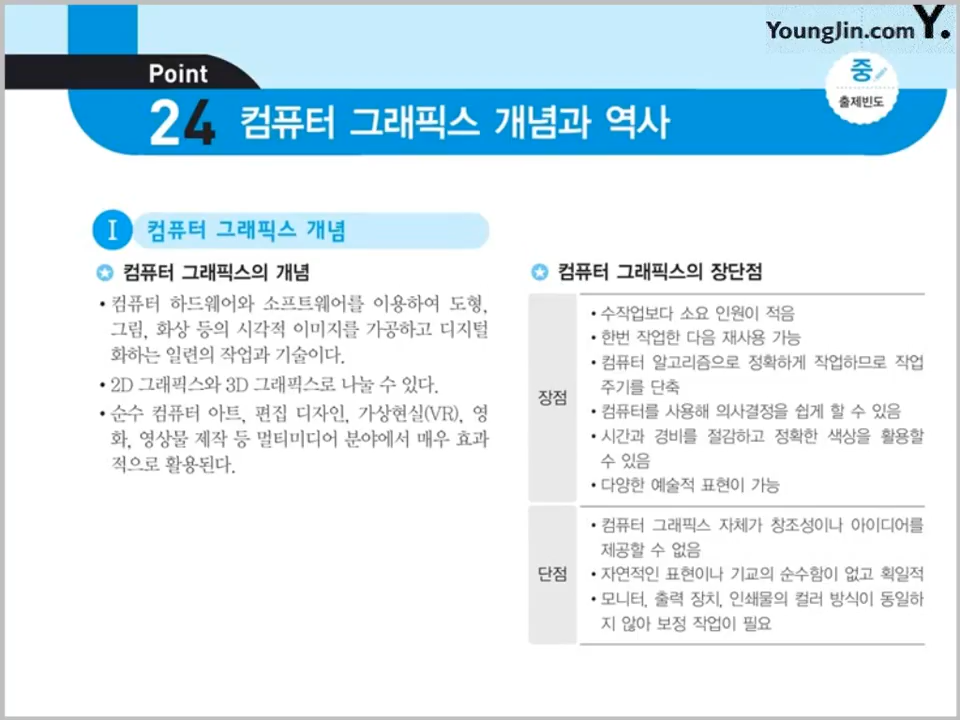 YoungJin.com Y.
Point
24 컴퓨터 그래픽스 개념과 역사
중
출제빈도
I 컴퓨터 그래픽스 개념
컴퓨터 그래픽스의 개념
• 컴퓨터 하드웨어와 소프트웨어를 이용하여 도형,
그림, 화상 등의 시각적 이미지를 가공하고 디지털
화하는 일련의 작업과 기술이다.
• 2D 그래픽스와 3D 그래픽스로 나눌 수 있다.
• 순수 컴퓨터 아트, 편집 디자인, 가상현실(VR), 영
화, 영상물 제작 등 멀티미디어 분야에서 매우 효과
적으로 활용된다.
컴퓨터 그래픽스의 장단점
장점
• 수작업보다 소요 인원이 적음
• 한번 작업한 다음 재사용 가능
• 컴퓨터 알고리즘으로 정확하게 작업하므로 작업
주기를 단축
• 컴퓨터를 사용해 의사결정을 쉽게 할 수 있음
• 시간과 경비를 절감하고 정확한 색상을 활용할
수 있음
• 다양한 예술적 표현이 가능
단점
• 컴퓨터 그래픽스 자체가 창조성이나 아이디어를
제공할 수 없음
• 자연적인 표현이나 기교의 순수함이 없고 획일적
• 모니터, 출력 장치, 인쇄물의 컬러 방식이 동일하
지 않아 보정 작업이 필요